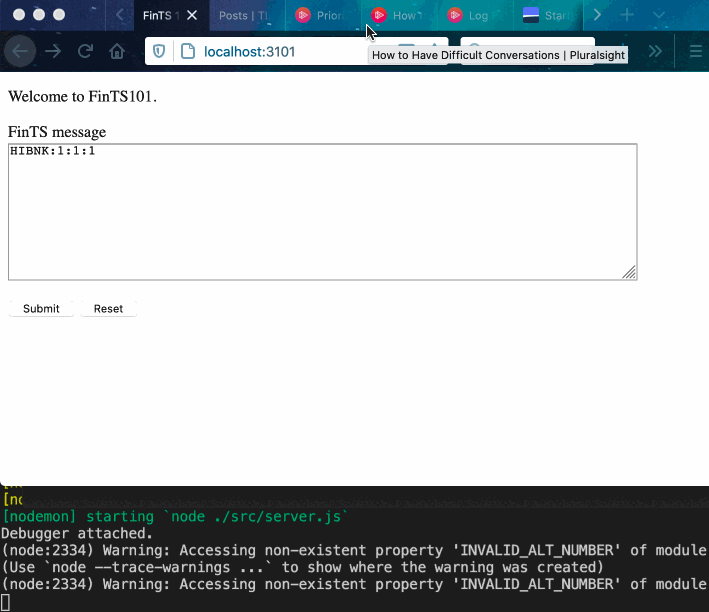 FinTS 1
Posts | Tl
Prior
How
Log
Star
localhost:3101
How to Have Difficult Conversations | Pluralsight
Welcome to FinTS101.
FinTS message
HIBNK:1:1:1
Submit
Reset
[no
[nodemon] starting `node ./src/server.js`
Debugger attached.
(node:2334) Warning: Accessing non-existent property 'INVALID_ALT_NUMBER' of module
(Use `node --trace-warnings ...` to show where the warning was created)
(node:2334) Warning: Accessing non-existent property 'INVALID_ALT_NUMBER' of module